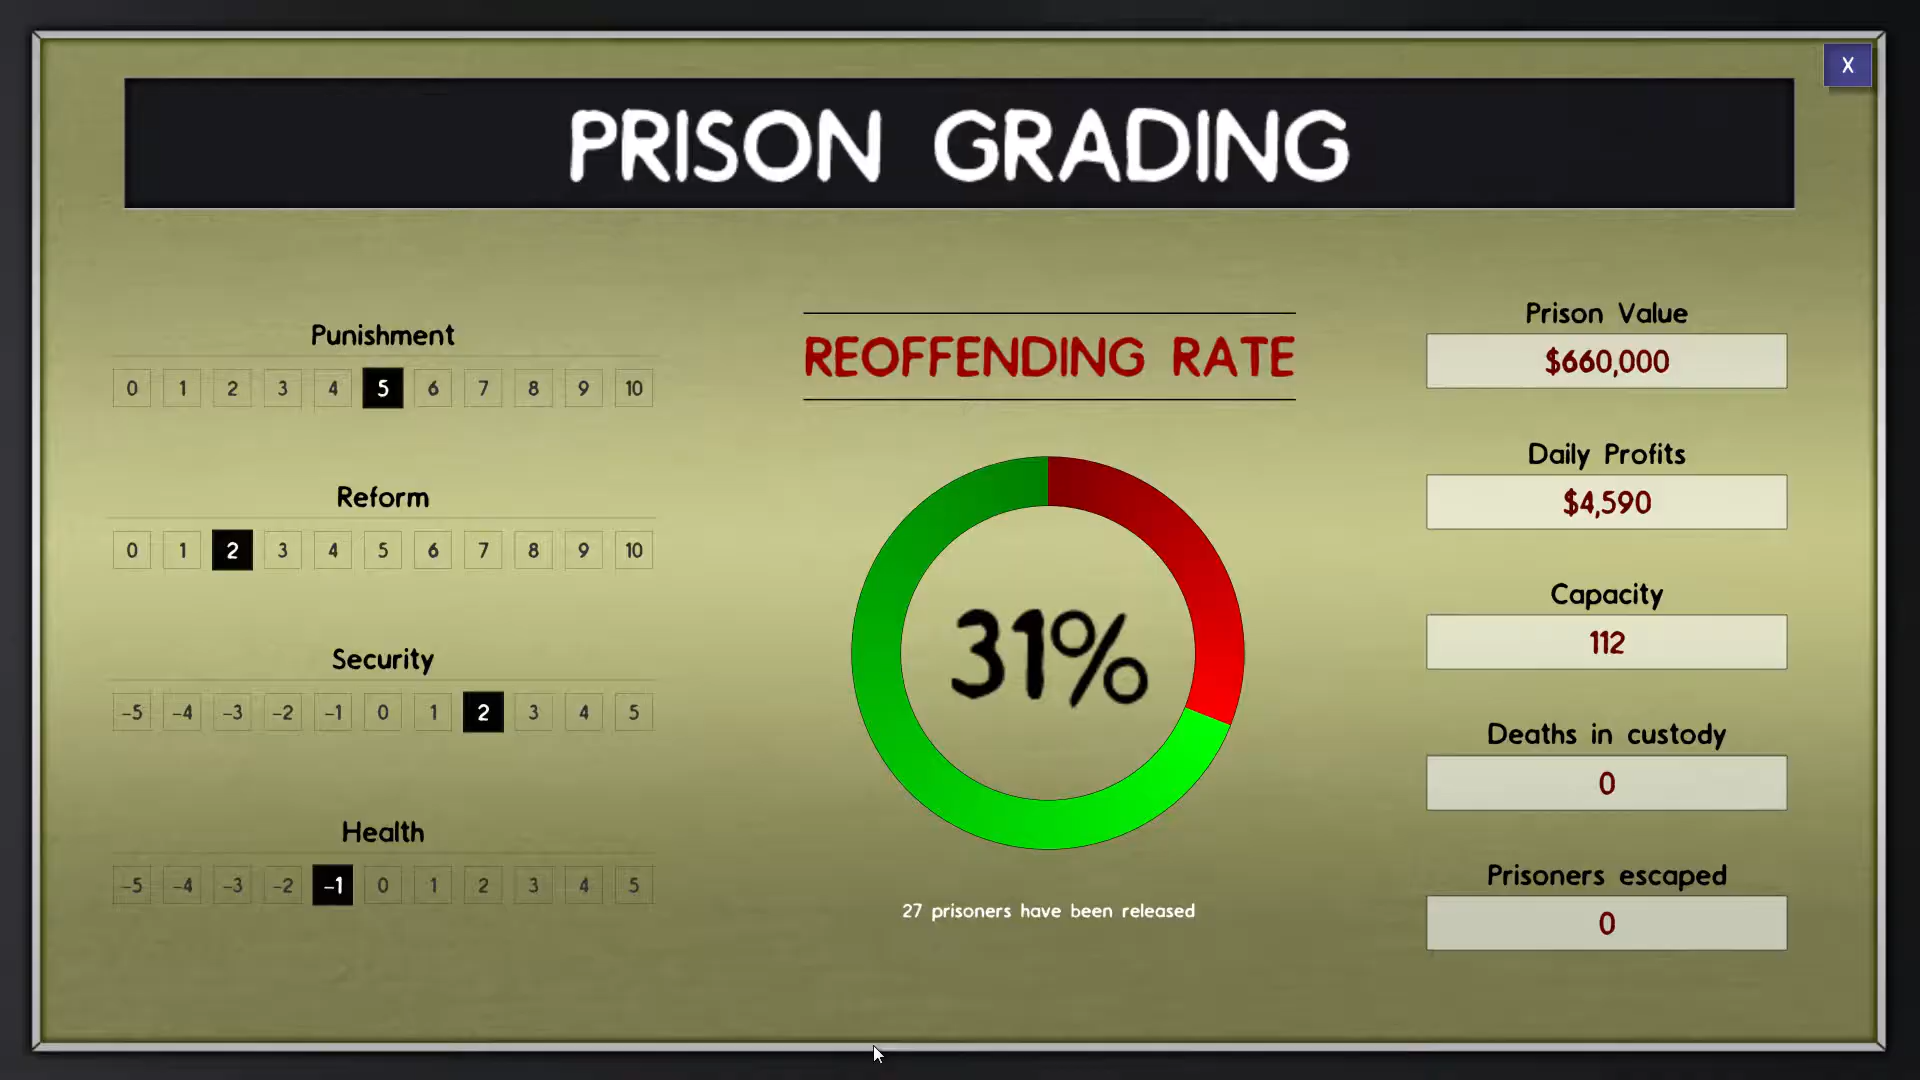 X
PRISON GRADING
Punishment
0 1 2 3 4 5 6 7 8 9 10
Reform
0 1 2 3 4 5 6 7 8 9 10
Security
-5 -4 -3 -2 -1 0 1 2 3 4 5
Health
-5 -4 -3 -2 -1 0 1 2 3 4 5
REOFFENDING RATE
31%
27 prisoners have been released
Prison Value
$660,000
Daily Profits
$4,590
Capacity
112
Deaths in custody
0
Prisoners escaped
0